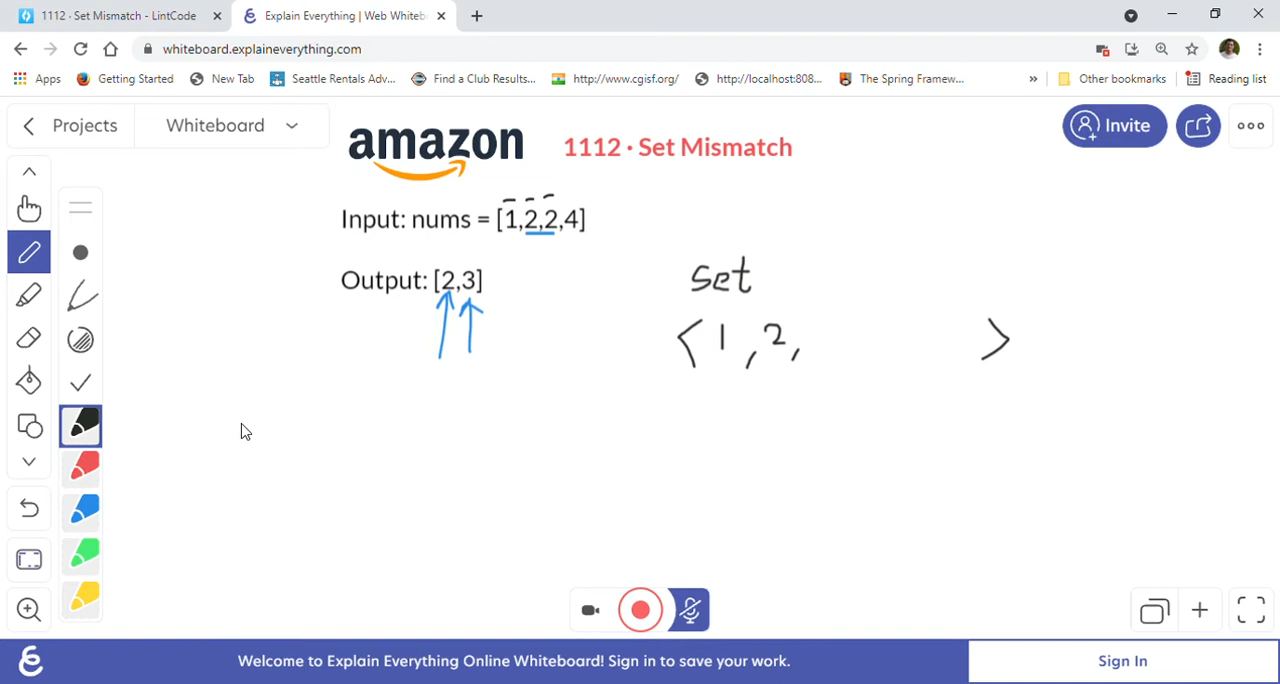 1112 · Set Mismatch - LintCode
Explain Everything | Web Whiteb
whiteboard.explaineverything.com
Apps
Getting Started
New Tab
Seattle Rentals Adv...
Find a Club Results...
http://www.cgisf.org/
http://localhost:808...
The Spring Framew...
»
Other bookmarks
Reading list
Projects
Whiteboard
Invite
amazon
1112 · Set Mismatch
Input: nums = [1,2,2,4]
Output: [2,3]
set
<1,2, >
Welcome to Explain Everything Online Whiteboard! Sign in to save your work.
Sign In